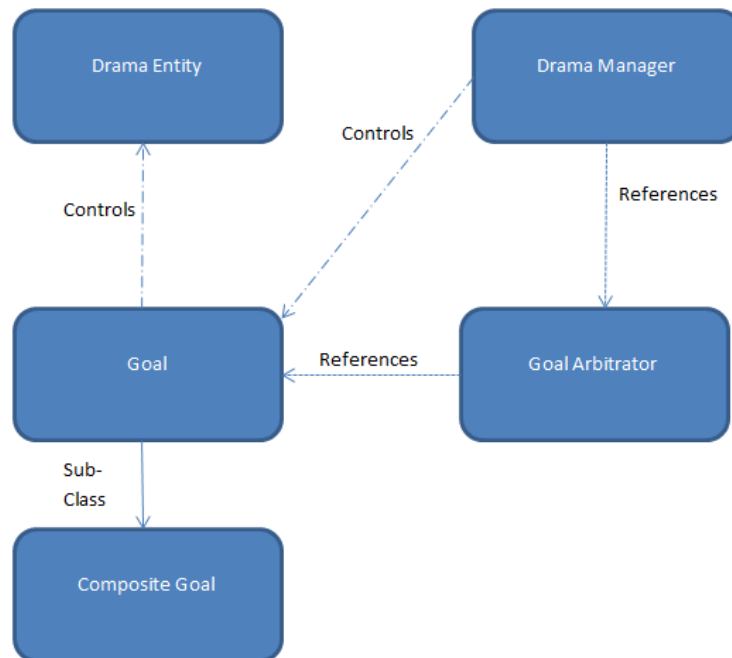 Drama Entity
Drama Manager
Controls
Controls
References
Goal
References
Goal Arbitrator
Sub-
Class
Composite Goal